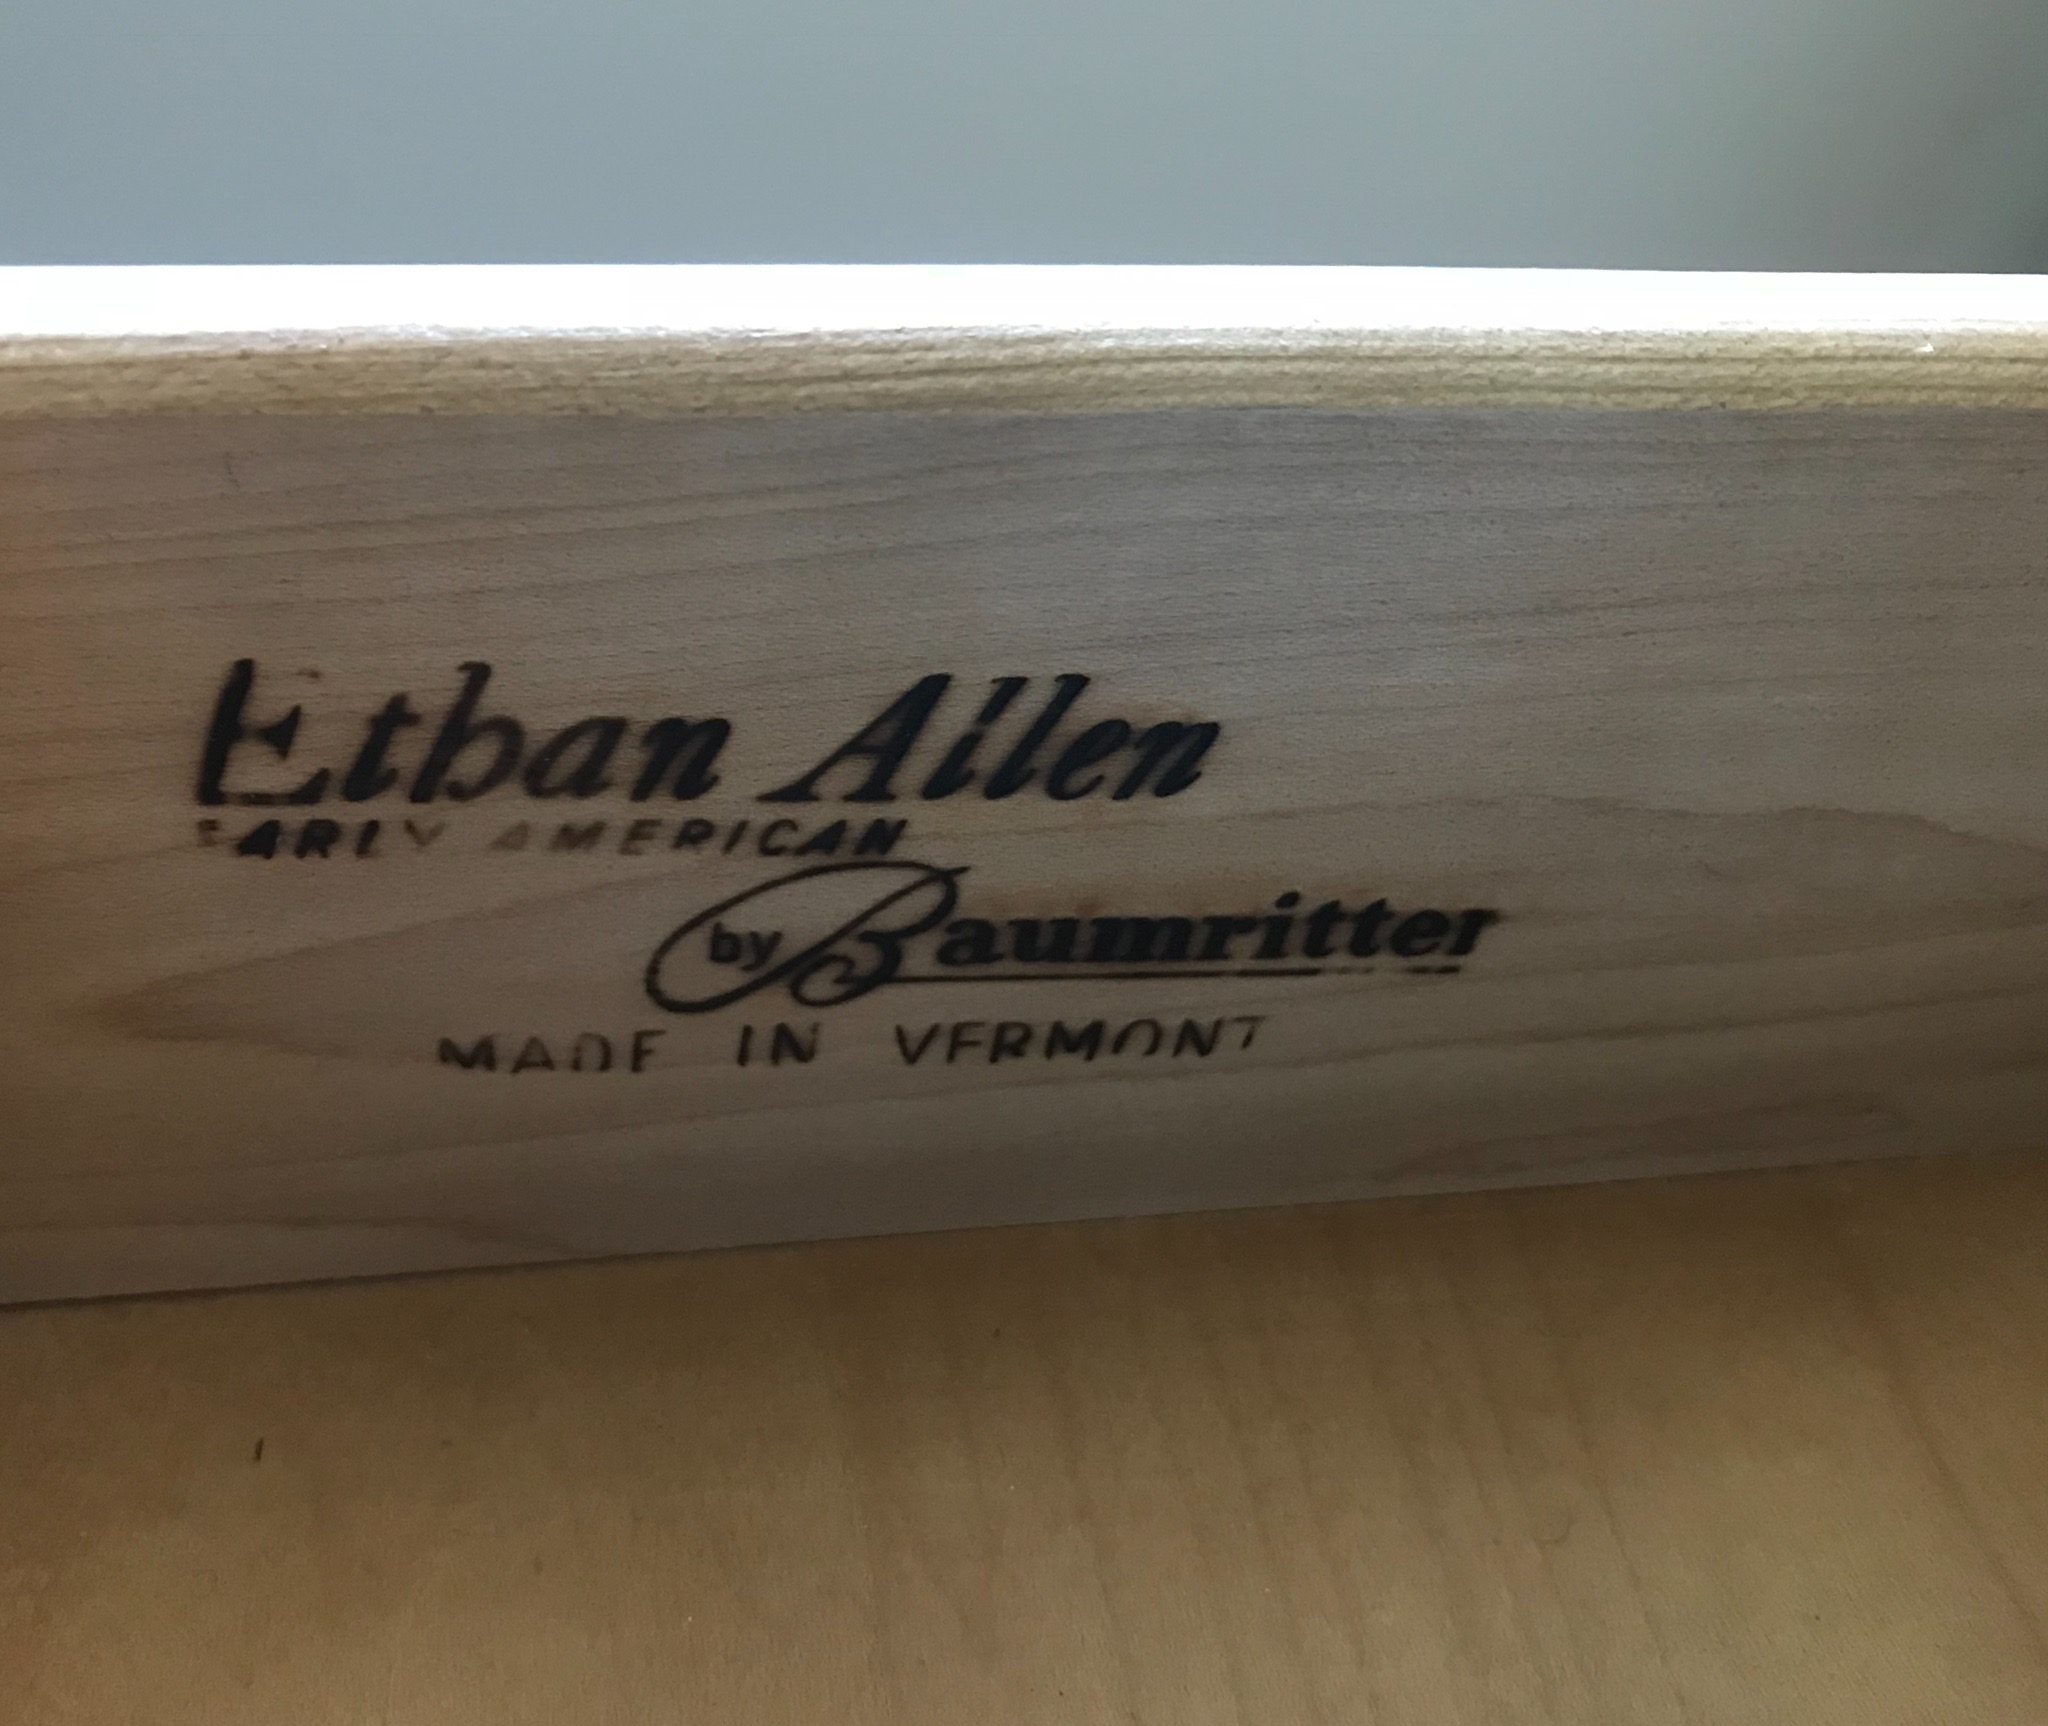 Ethan Allen
EARLY AMERICAN
by Baumritter
MADE IN VERMONT